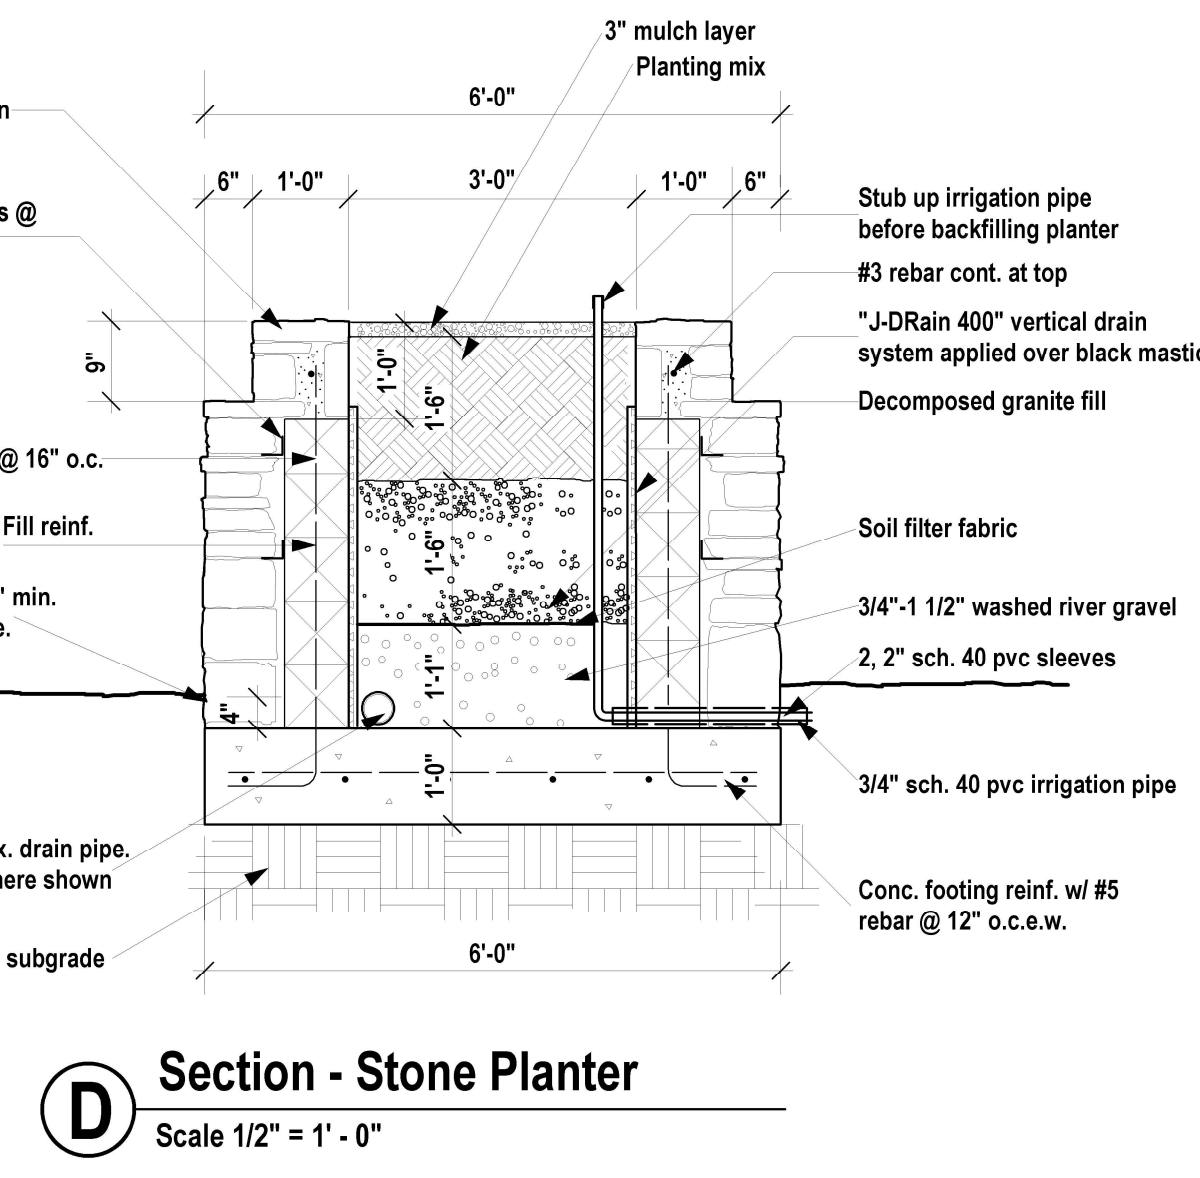 3" mulch layer
Planting mix
6'-0"
6" 1'-0" 3'-0" 1'-0" 6"
n
s @
@ 16" o.c.
Fill reinf.
' min.
e.
x. drain pipe.
here shown
subgrade
9"
1'-0"
1'-6"
1'-6"
1'-1"
4"
1'-0"
Stub up irrigation pipe
before backfilling planter
#3 rebar cont. at top
"J-DRain 400" vertical drain
system applied over black mastic
Decomposed granite fill
Soil filter fabric
3/4"-1 1/2" washed river gravel
2, 2" sch. 40 pvc sleeves
3/4" sch. 40 pvc irrigation pipe
Conc. footing reinf. w/ #5
rebar @ 12" o.c.e.w.
6'-0"
D
Section - Stone Planter
Scale 1/2" = 1' - 0"